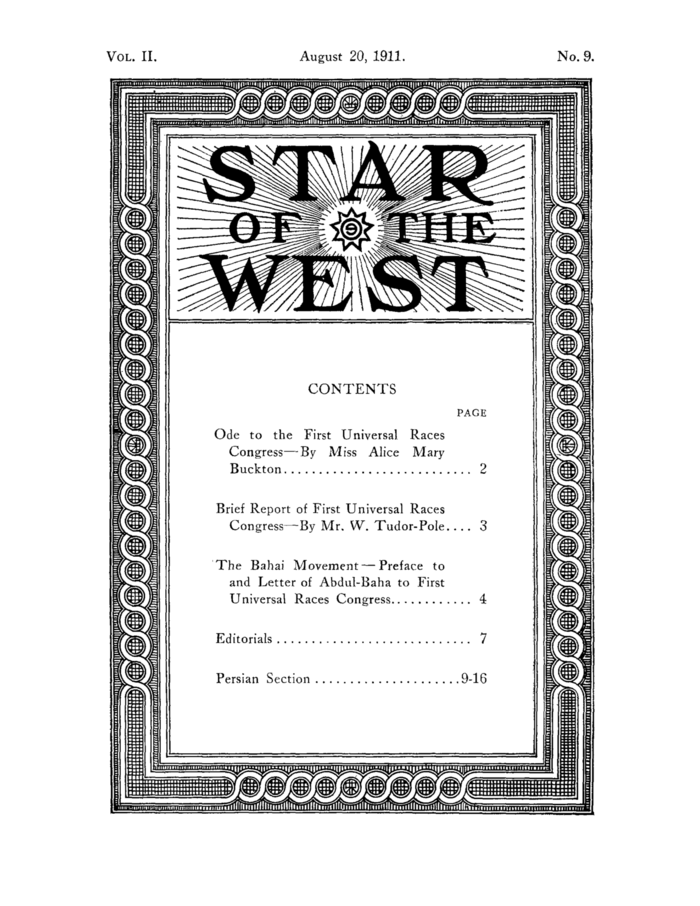 VOL. II.
August 20, 1911.
No. 9.
STAR
OF THE
WEST
CONTENTS
PAGE
Ode to the First Universal Races
Congress—By Miss Alice Mary
Buckton........................... 2
Brief Report of First Universal Races
Congress—By Mr. W. Tudor-Pole.... 3
The Bahai Movement — Preface to
and Letter of Abdul-Baha to First
Universal Races Congress............ 4
Editorials ............................ 7
Persian Section .....................9-16